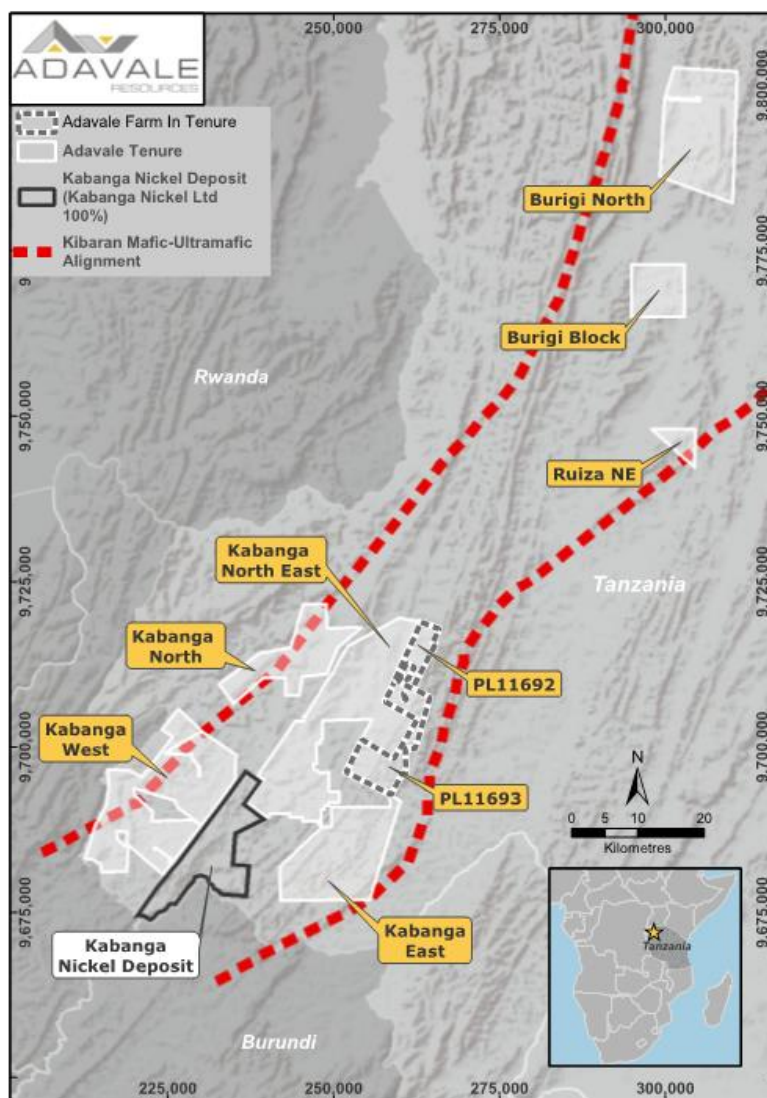 ADAVALE
RESOURCES
Adavale Farm In Tenure
Adavale Tenure
Kabanga Nickel Deposit
(Kabanga Nickel Ltd
100%)
Kibaran Mafic-Ultramafic
Alignment
250,000
275,000
300,000
9,800,000
Burigi North
9
9,775,000
Burigi Block
Rwanda
9,750,000
9,750,000
Ruiza NE
Kabanga
North East
9,725,000
9,725,000
Tanzania
Kabanga
North
PL11692
Kabanga
West
9,700,000
9,700,000
N
PL11693
0 5 10 20
Kilometres
9,675,000
9,675,000
Kabanga
East
Kabanga
Nickel Deposit
Tanzania
Burundi
225,000
250,000
275,000
300,000